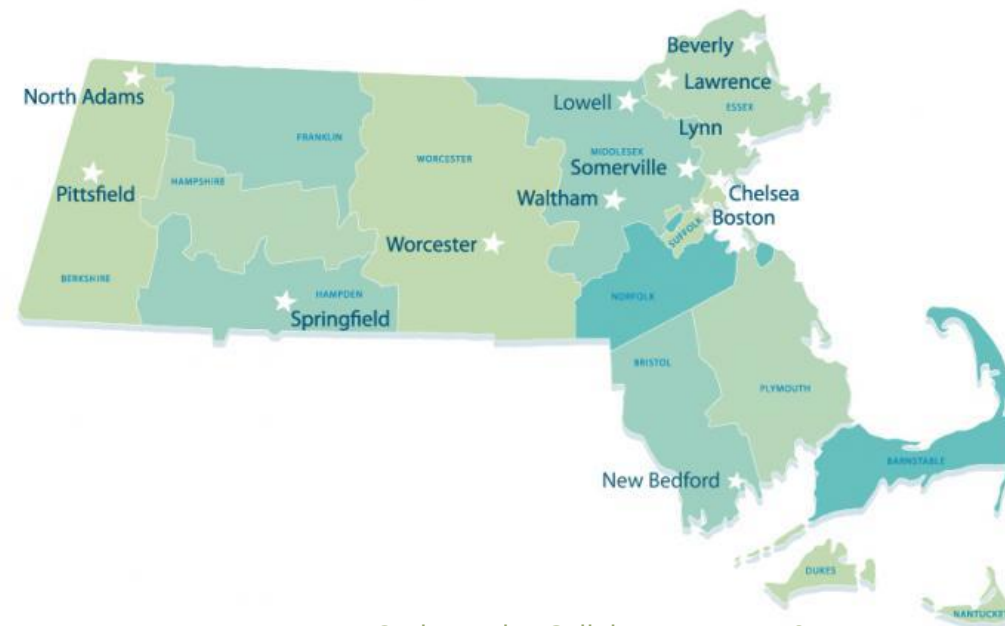 Beverly
North Adams
Lawrence
Lowell
ESSEX
Lynn
FRANKLIN
MIDDLESEX
WORCESTER
Somerville
HAMPSHIRE
Pittsfield
Waltham
Chelsea
Boston
SUFFOLK
Worcester
BERKSHIRE
HAMPDEN
NORFOLK
Springfield
BRISTOL
PLYMOUTH
BARNSTABLE
New Bedford
DUKES
NANTUCKET